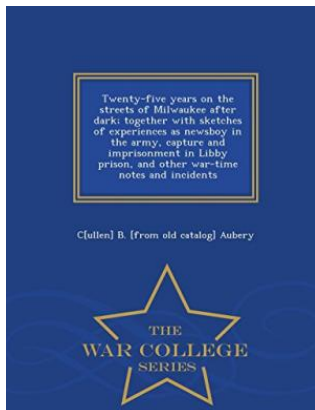 Twenty-five years on the
streets of Milwaukee after
dark; together with sketches
of experiences as newsboy in
the army, capture and
imprisonment in Libby
prison, and other war-time
notes and incidents
C[ullen] B. [from old catalog] Aubery
THE
WAR COLLEGE
SERIES